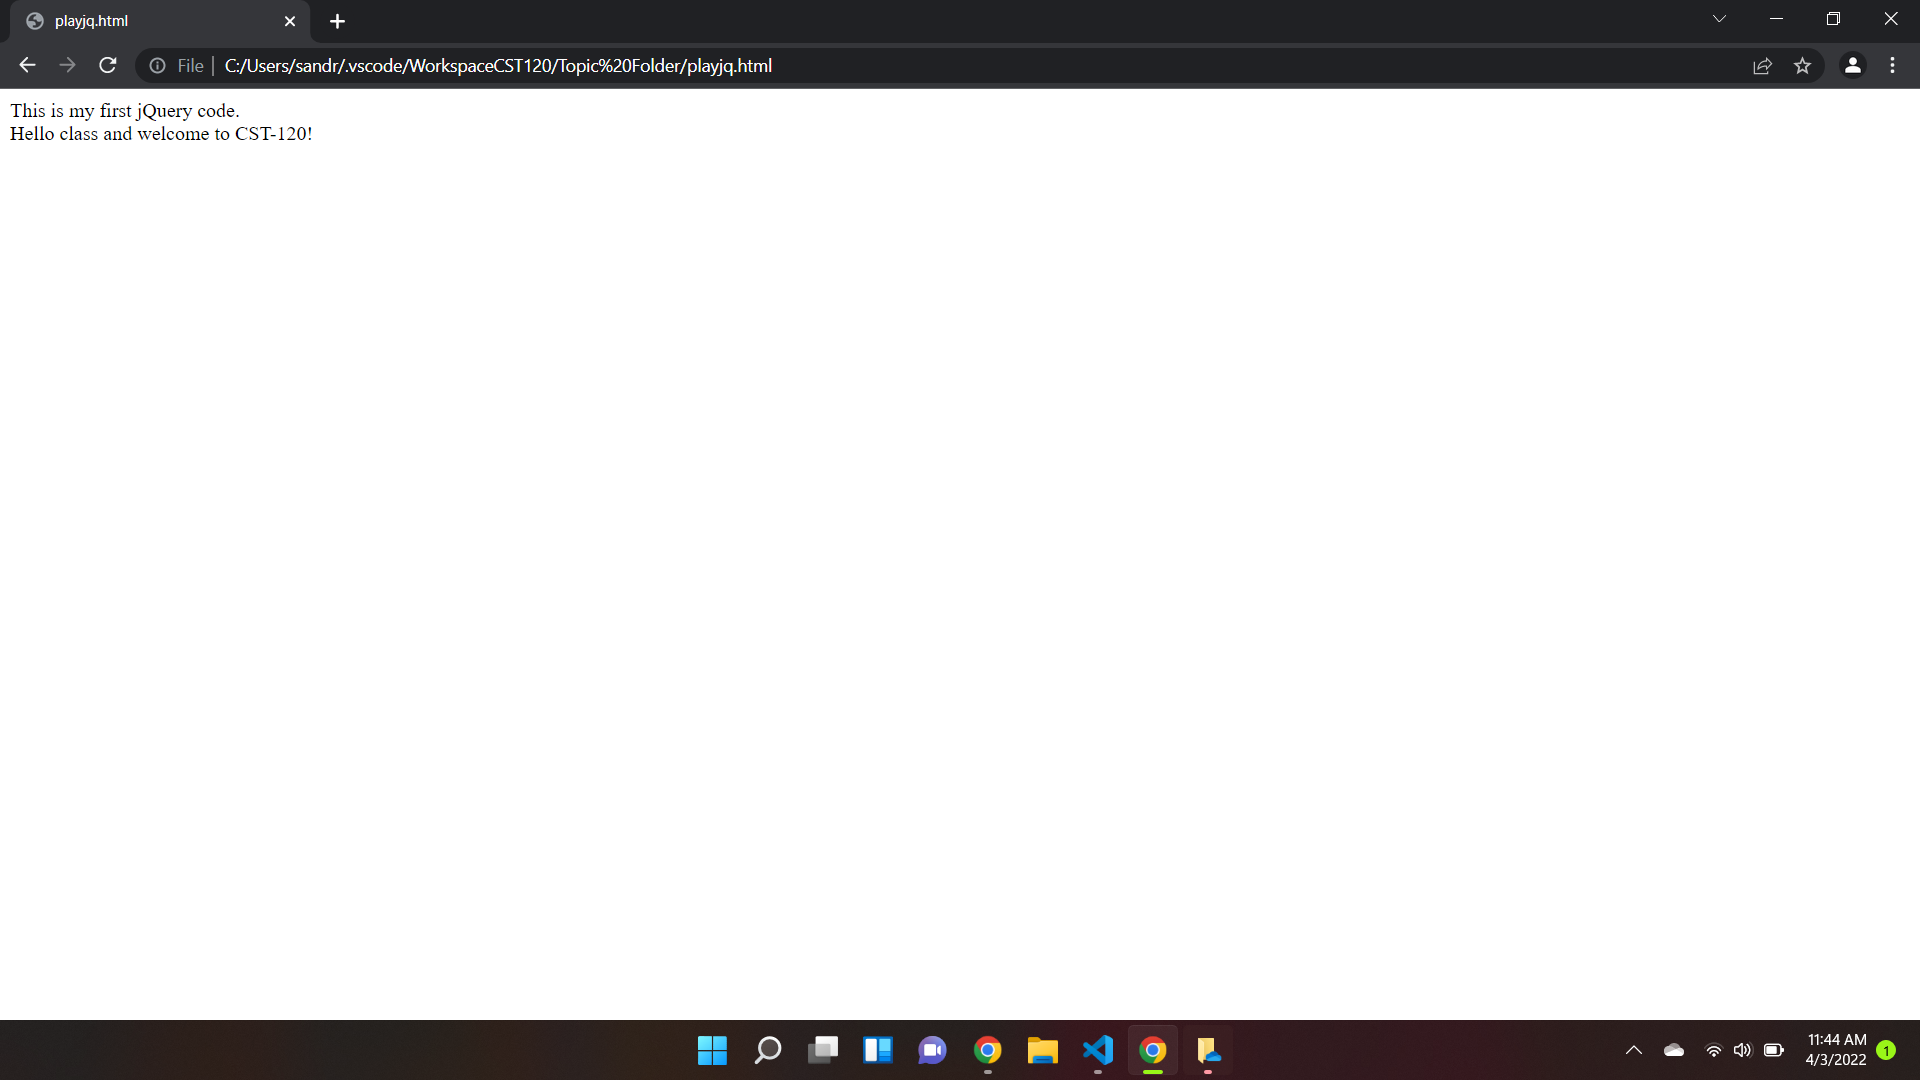 playjq.html
File | C:/Users/sandr/.vscode/WorkspaceCST120/Topic%20Folder/playjq.html
This is my first jQuery code.
Hello class and welcome to CST-120!
11:44 AM
4/3/2022
1